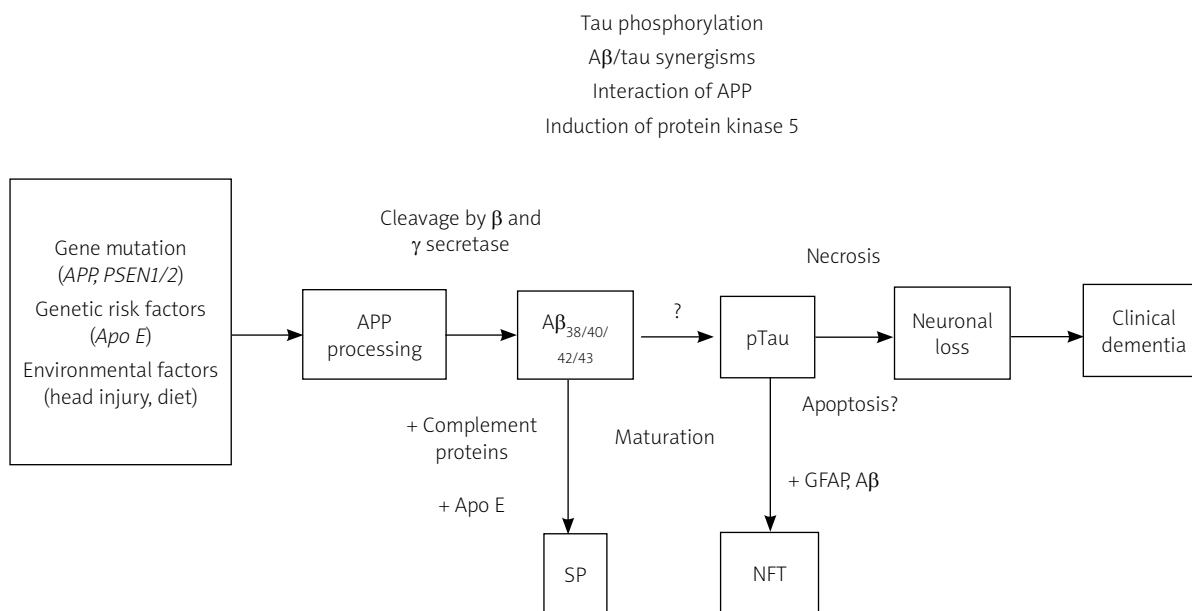 Tau phosphorylation
Aβ/tau synergisms
Interaction of APP
Induction of protein kinase 5
Gene mutation
(APP, PSEN1/2)
Genetic risk factors
(Apo E)
Environmental factors
(head injury, diet)
Cleavage by β and
γ secretase
APP
processing
Aβ38/40/
42/43
?
pTau
Necrosis
Neuronal
loss
Clinical
dementia
+ Complement
proteins
+ Apo E
Maturation
Apoptosis?
+ GFAP, Aβ
SP
NFT